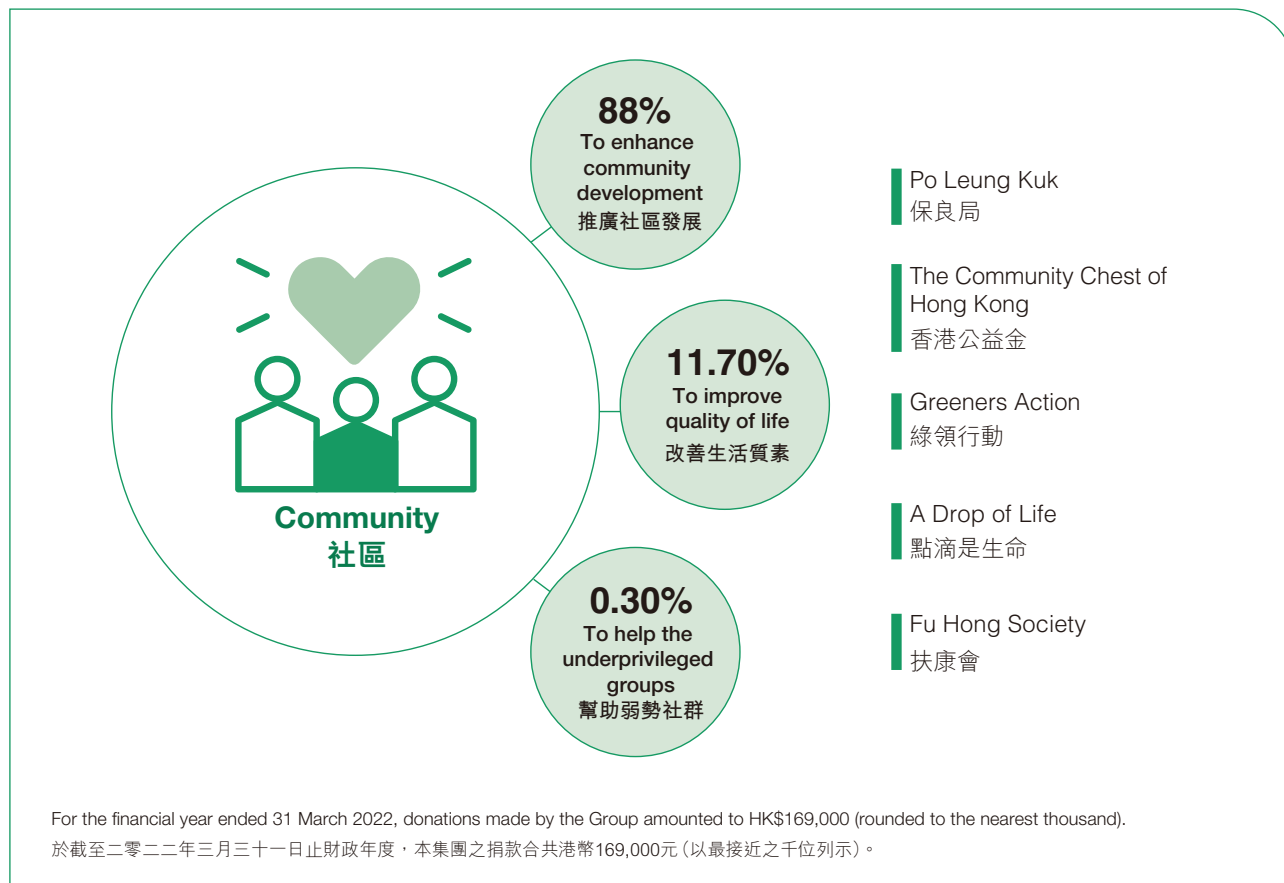 88%
To enhance
community
development
推廣社區發展
11.70%
To improve
quality of life
改善生活質素
0.30%
To help the
underprivileged
groups
幫助弱勢社群
Community
社區
Po Leung Kuk
保良局
The Community Chest of
Hong Kong
香港公益金
Greeners Action
綠領行動
A Drop of Life
點滴是生命
Fu Hong Society
扶康會
For the financial year ended 31 March 2022, donations made by the Group amounted to HK$169,000 (rounded to the nearest thousand).
於截至二零二二年三月三十一日止財政年度，本集團之捐款合共港幣169,000元（以最接近之千位列示）。